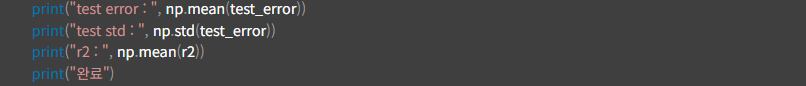 print("test error : ", np.mean(test_error))
print("test std : ", np.std(test_error))
print("r2 : ", np.mean(r2))
print("완료")